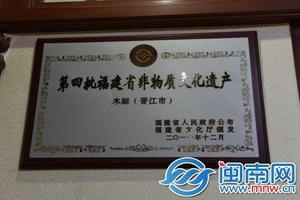 第四批福建省非物质文化遗产
木雕（晋江市）
福建省人民政府公布
福建省文化厅颁发
二〇一一年十二月
闽南网
www.mnw.cn